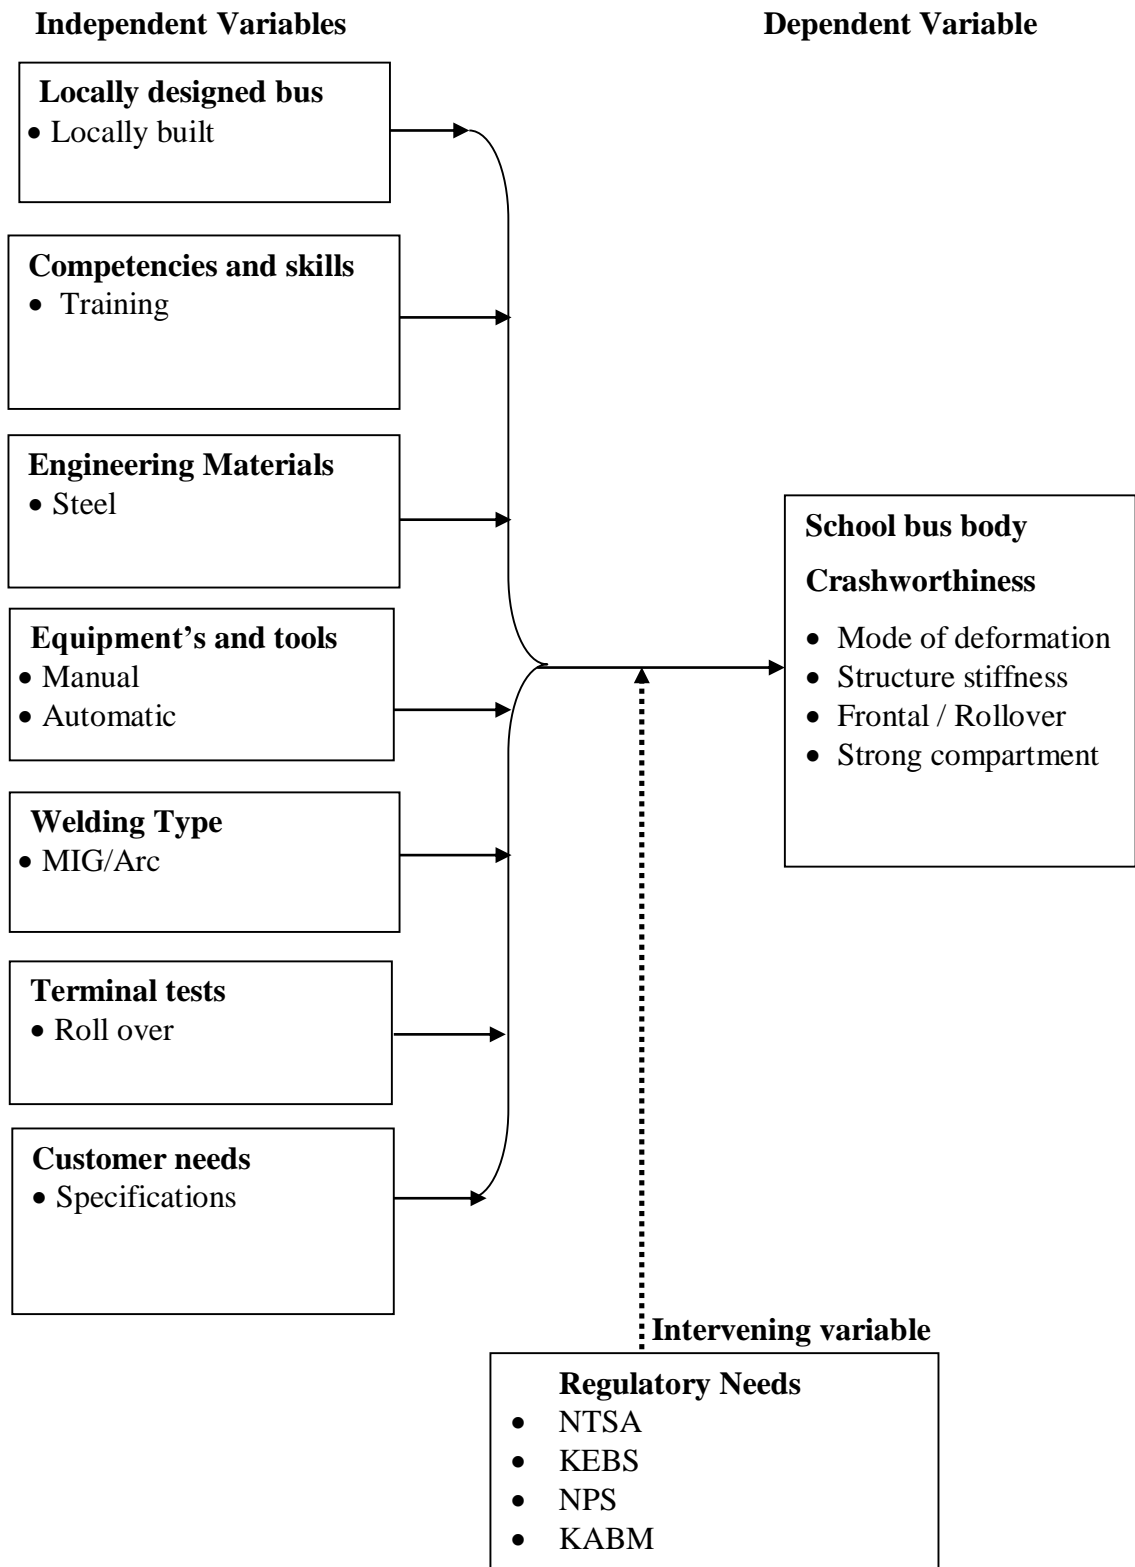 Independent Variables
Dependent Variable
Locally designed bus
• Locally built
Competencies and skills
• Training
Engineering Materials
• Steel
Equipment’s and tools
• Manual
• Automatic
Welding Type
• MIG/Arc
Terminal tests
• Roll over
Customer needs
• Specifications
School bus body
Crashworthiness
• Mode of deformation
• Structure stiffness
• Frontal / Rollover
• Strong compartment
Intervening variable
Regulatory Needs
• NTSA
• KEBS
• NPS
• KABM